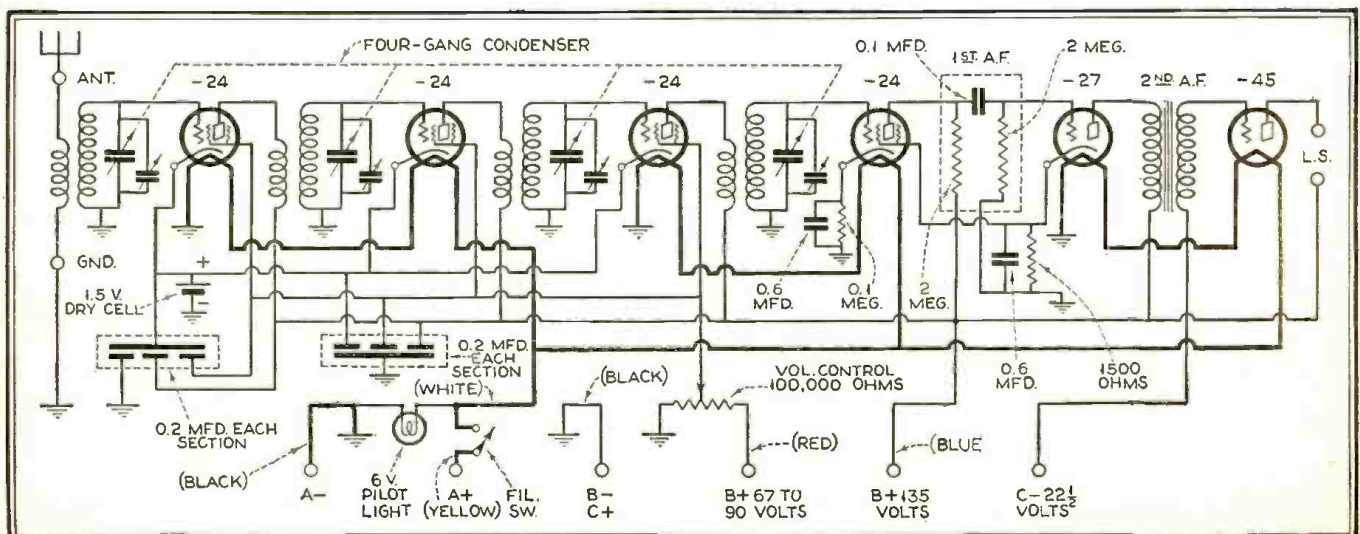 FOUR-GANG CONDENSER
0.1 MFD.
1ST. A.F.
2 MEG.
ANT.
-24
-24
-24
-24
-27
2ND. A.F.
-45
L.S.
GND.
1.5 V.
DRY CELL
+
-
0.6
MFD.
0.1
MEG.
2
MEG.
0.2 MFD.
EACH
SECTION
(WHITE)
(BLACK)
VOL. CONTROL
100,000 OHMS
0.6
MFD.
1500
OHMS
0.2 MFD. EACH
SECTION
(RED)
(BLUE)
(BLACK)
A-
6 V.
PILOT
LIGHT
A+
(YELLOW)
FIL.
SW.
B-
C+
B+ 67 TO
90 VOLTS
B+135
VOLTS
C-22½
VOLTS